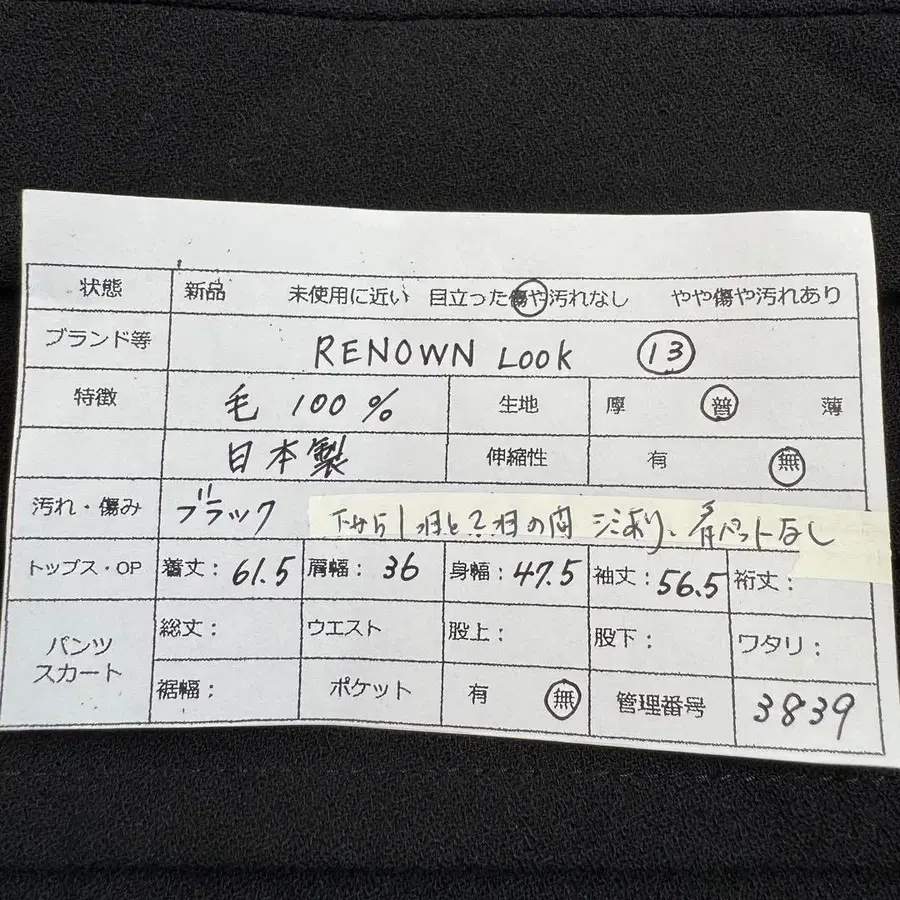 状態 新品 未使用に近い 目立った傷や汚れなし やや傷や汚れあり
ブランド等 RENOWN LOOK 13
特徴 毛 100% 生地 厚 普 薄
日本製 伸縮性 有 無
汚れ・傷み ブラック 下から1つ目と2つ目の間 シミあり、肩パットなし
トップス・OP 着丈: 61.5 肩幅: 36 身幅: 47.5 袖丈: 56.5 裄丈:
パンツ スカート 総丈: ウエスト 股上: 股下: ワタリ:
裾幅: ポケット 有 無 管理番号 3839